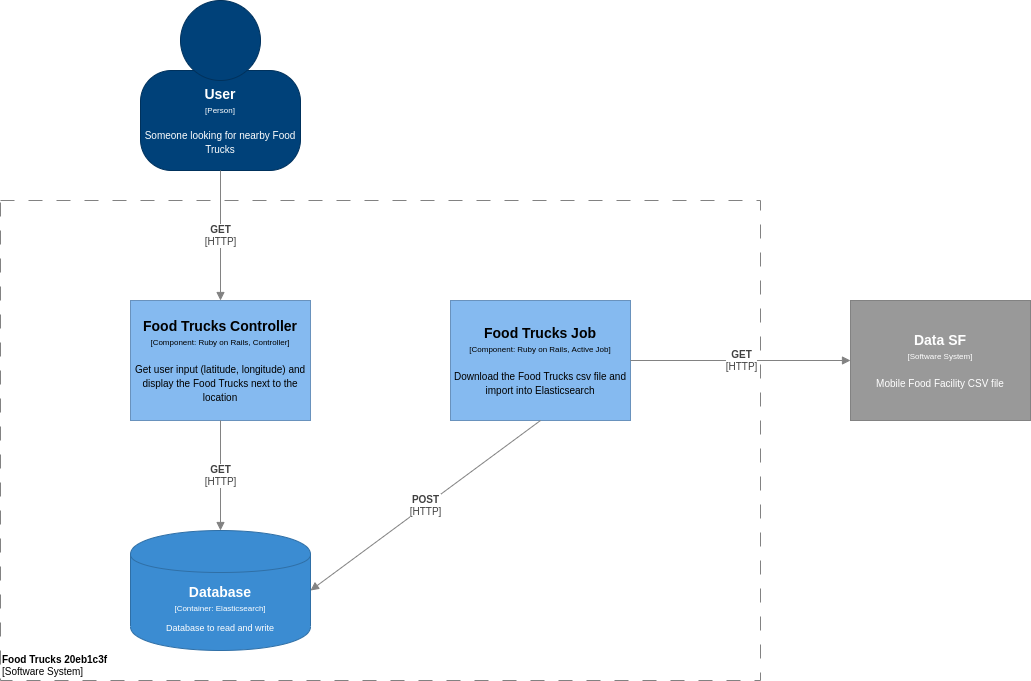 User
[Person]
Someone looking for nearby Food
Trucks
GET
[HTTP]
Food Trucks Controller
[Component: Ruby on Rails, Controller]
Get user input (latitude, longitude) and
display the Food Trucks next to the
location
Food Trucks Job
[Component: Ruby on Rails, Active Job]
Download the Food Trucks csv file and
import into Elasticsearch
GET
[HTTP]
Data SF
[Software System]
Mobile Food Facility CSV file
GET
[HTTP]
POST
[HTTP]
Database
[Container: Elasticsearch]
Database to read and write
Food Trucks 20eb1c3f
[Software System]